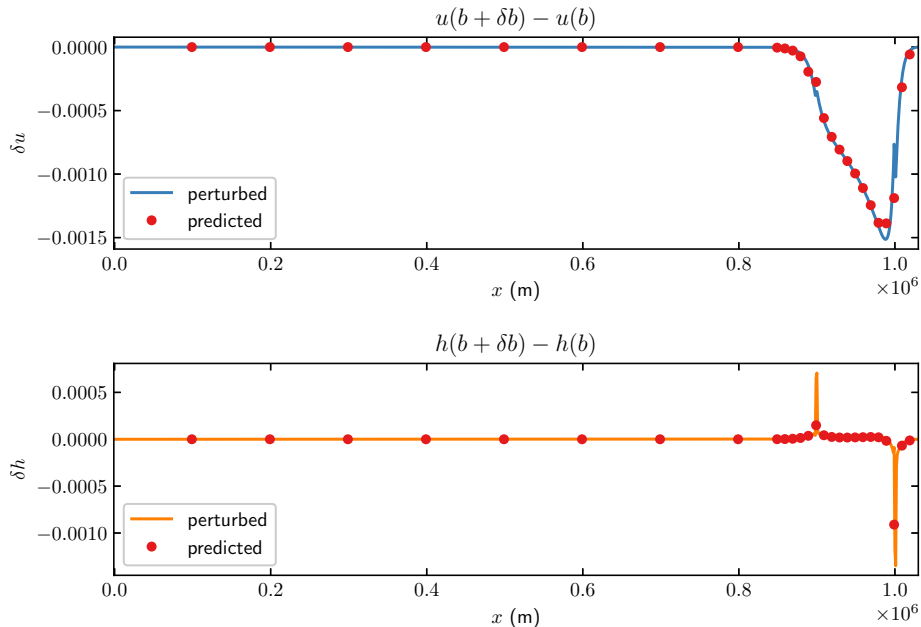 u(b + δb) − u(b)
0.0000
−0.0005
−0.0010
−0.0015
δu
perturbed
predicted
0.0 0.2 0.4 0.6 0.8 1.0
×10⁶
x (m)
h(b + δb) − h(b)
0.0005
0.0000
−0.0005
−0.0010
δh
perturbed
predicted
0.0 0.2 0.4 0.6 0.8 1.0
×10⁶
x (m)